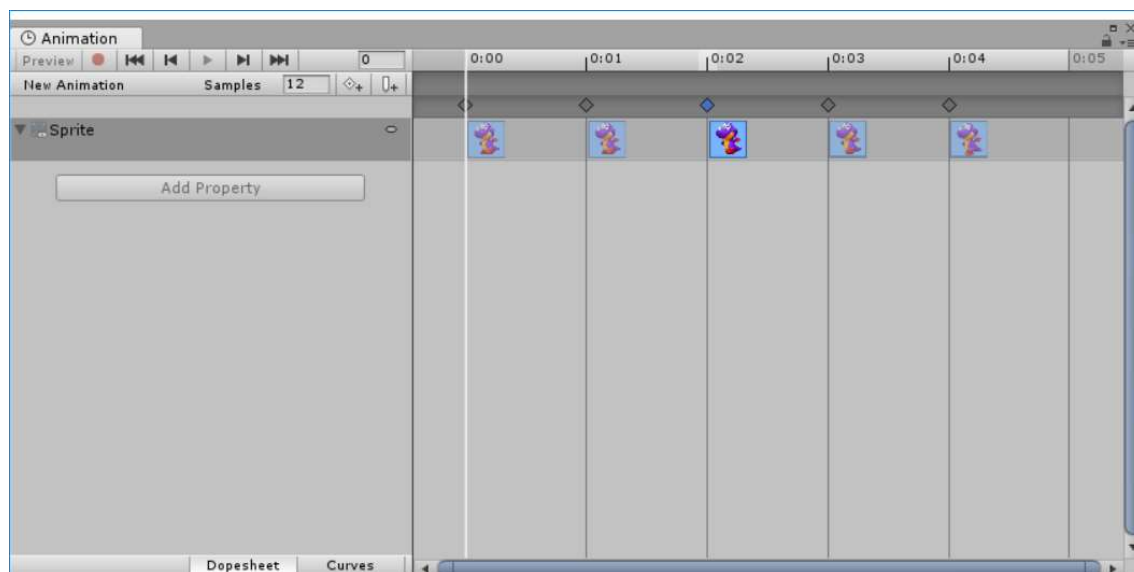 Animation
Preview 0 0:00 0:01 0:02 0:03 0:04 0:05
New Animation Samples 12
Sprite
Add Property
Dopesheet Curves